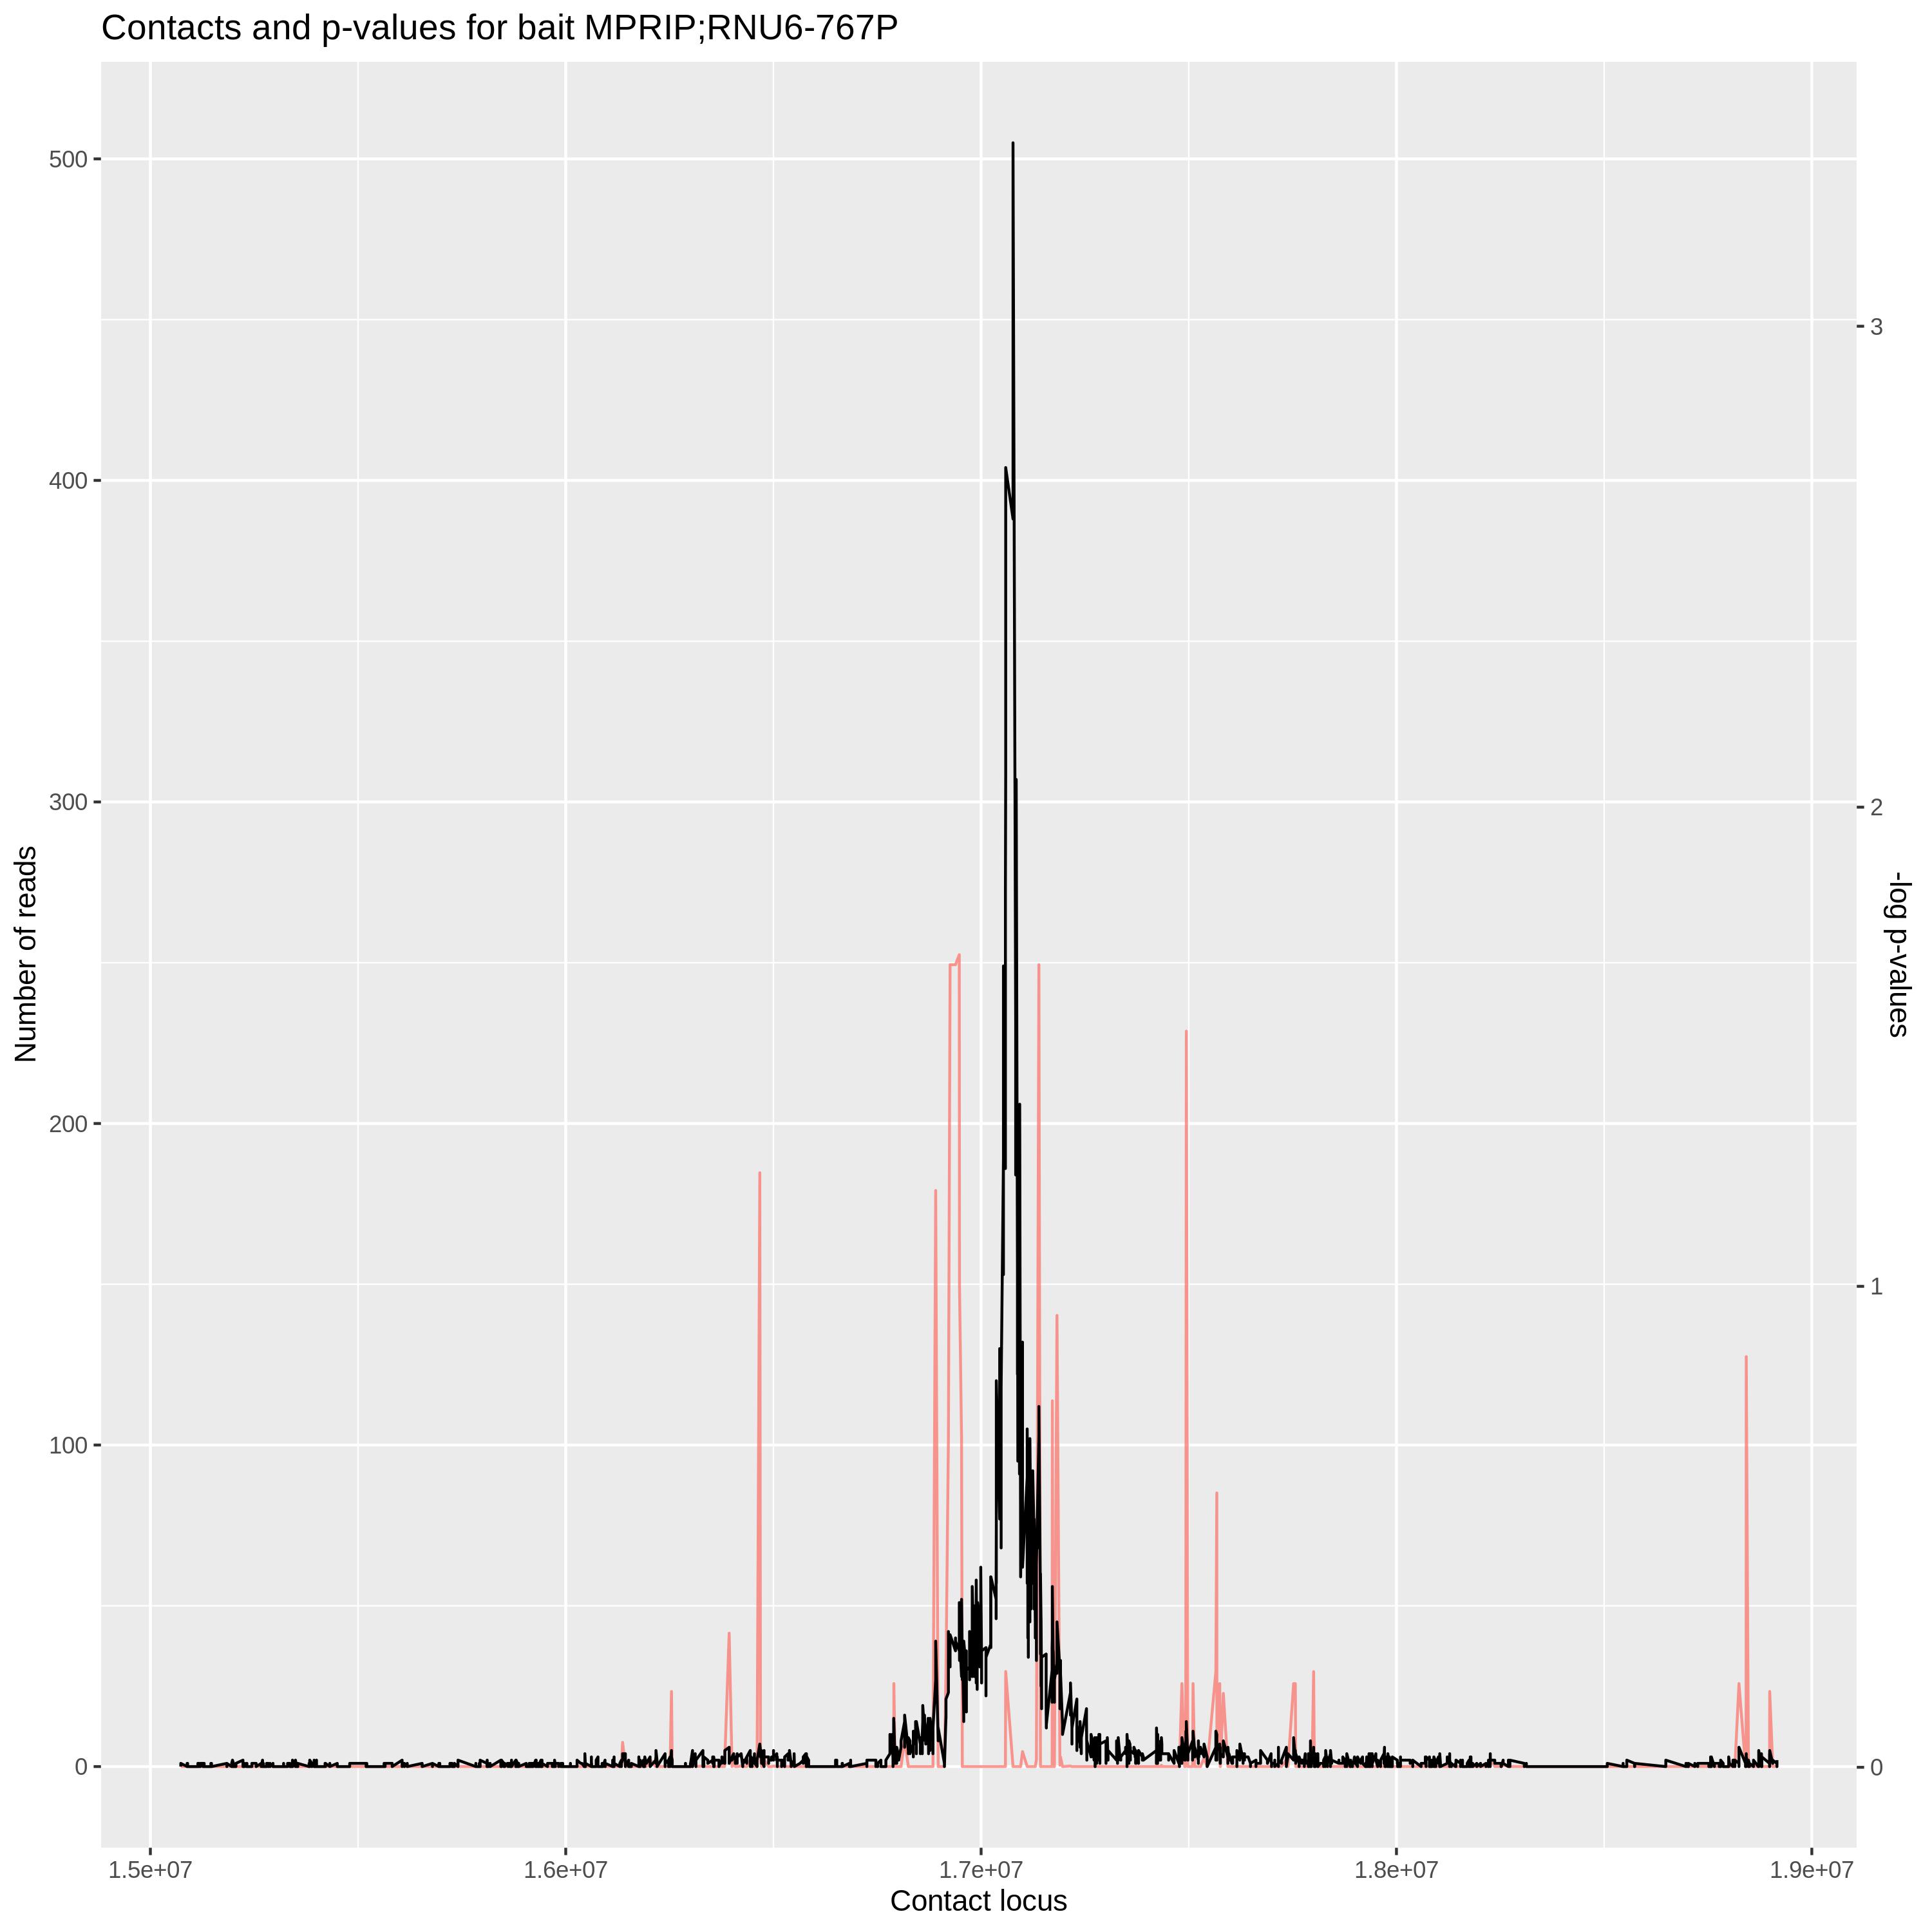 Contacts and p-values for bait MPRIP;RNU6-767P
500
400
300
200
100
0
Number of reads
3
2
1
0
-log p-values
1.5e+07 1.6e+07 1.7e+07 1.8e+07 1.9e+07
Contact locus